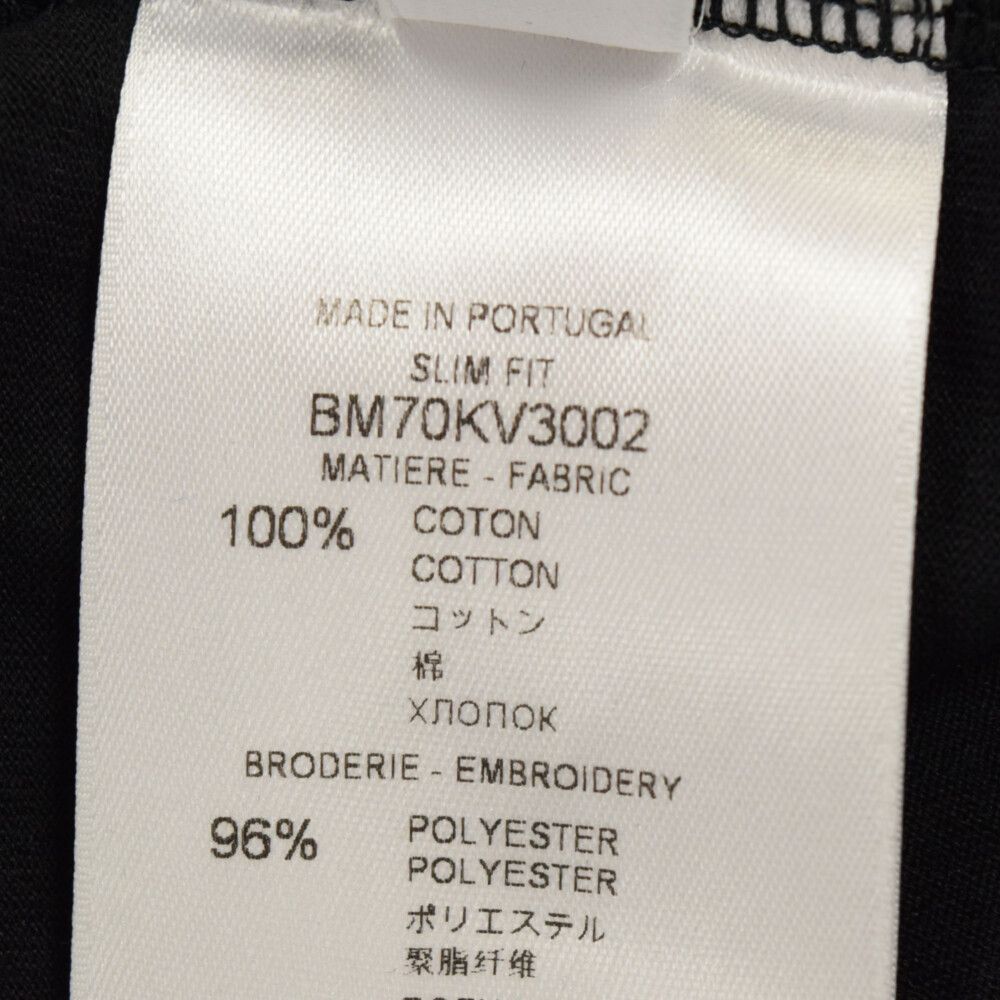 MADE IN PORTUGAL
SLIM FIT
BM70KV3002
MATIERE - FABRIC
100% COTON
COTTON
コットン
棉
ХЛОПОК
BRODERIE - EMBROIDERY
96% POLYESTER
POLYESTER
ポリエステル
聚脂纤维